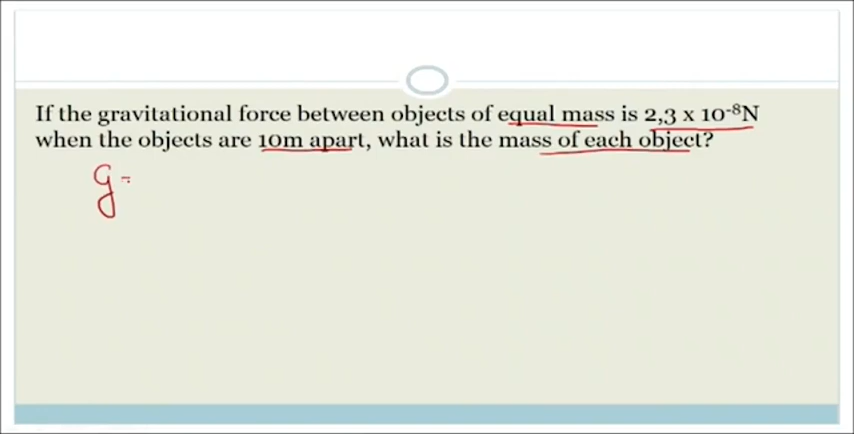 If the gravitational force between objects of equal mass is 2,3 x 10⁻⁸N
when the objects are 10m apart, what is the mass of each object?
g =